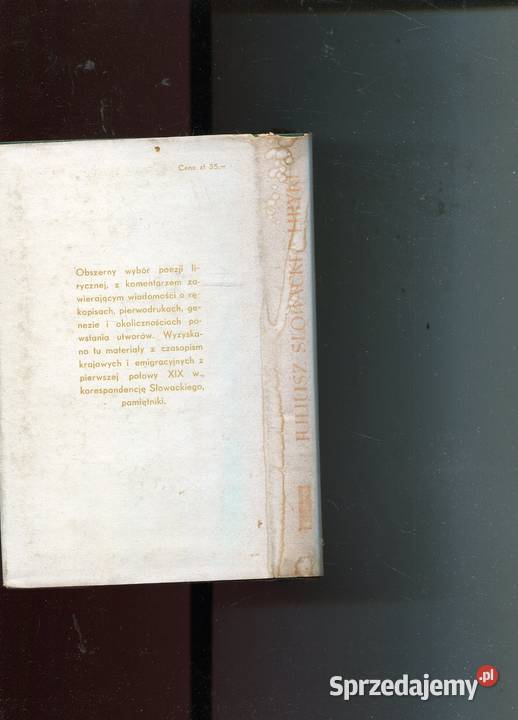 Cena zł 35.—
Obszerny wybór poezji li-
rycznej, z komentarzem za-
wierającym wiadomości o rę-
kopisach, pierwodrukach, ge-
nezie i okolicznościach po-
wstania utworów. Wyzyska-
no tu materiały z czasopism
krajowych i emigracyjnych z
pierwszej połowy XIX w.,
korespondencję Słowackiego,
pamiętniki.
JULIUSZ SŁOWACKI
Sprzedajemy.pl